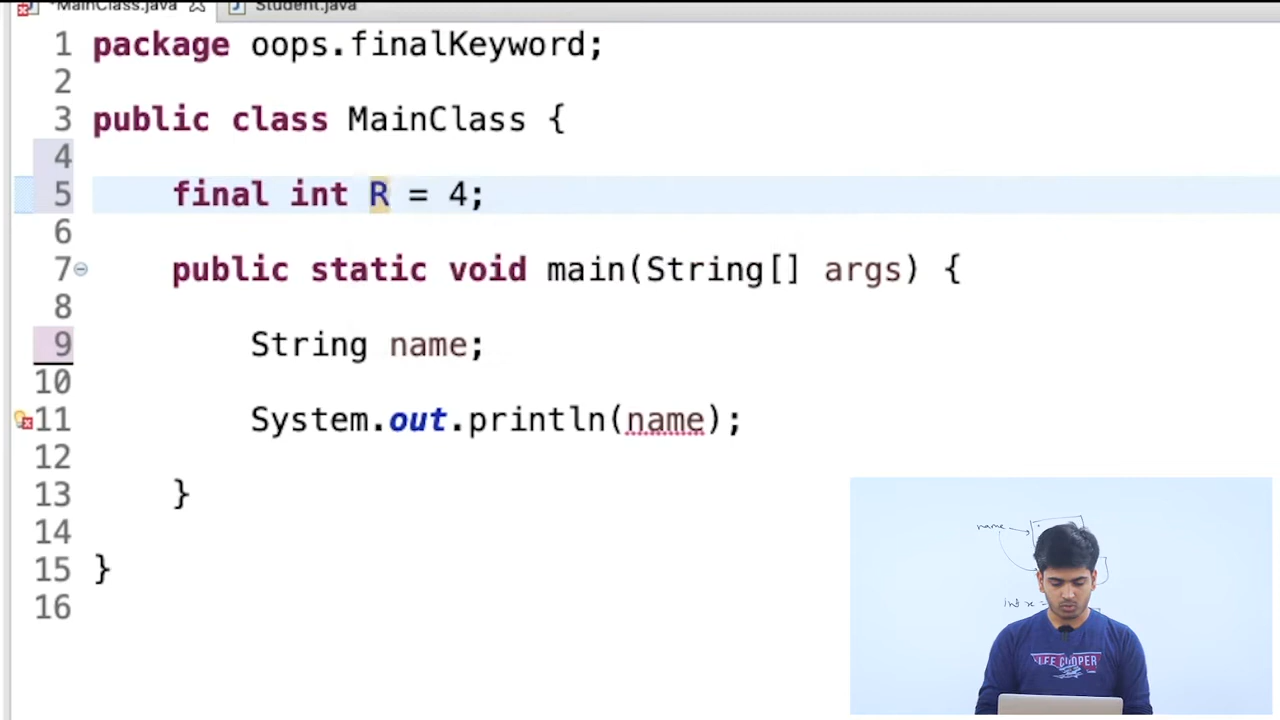 *MainClass.java
Student.java
1 package oops.finalKeyword;
2
3 public class MainClass {
4
5 final int R = 4;
6
7 public static void main(String[] args) {
8
9 String name;
10
11 System.out.println(name);
12
13 }
14
15 }
16
name
int x =
LEE COOPER